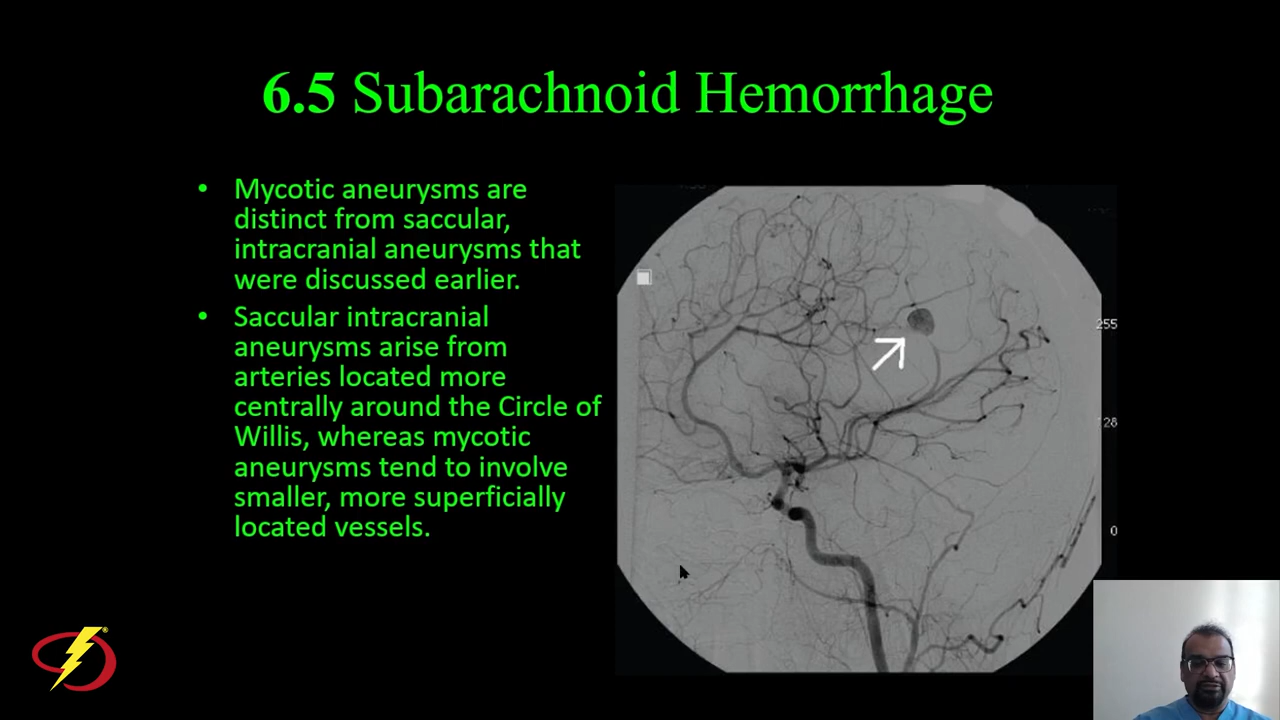 6.5 Subarachnoid Hemorrhage
• Mycotic aneurysms are
distinct from saccular,
intracranial aneurysms that
were discussed earlier.
• Saccular intracranial
aneurysms arise from
arteries located more
centrally around the Circle of
Willis, whereas mycotic
aneurysms tend to involve
smaller, more superficially
located vessels.
255
128
0
®